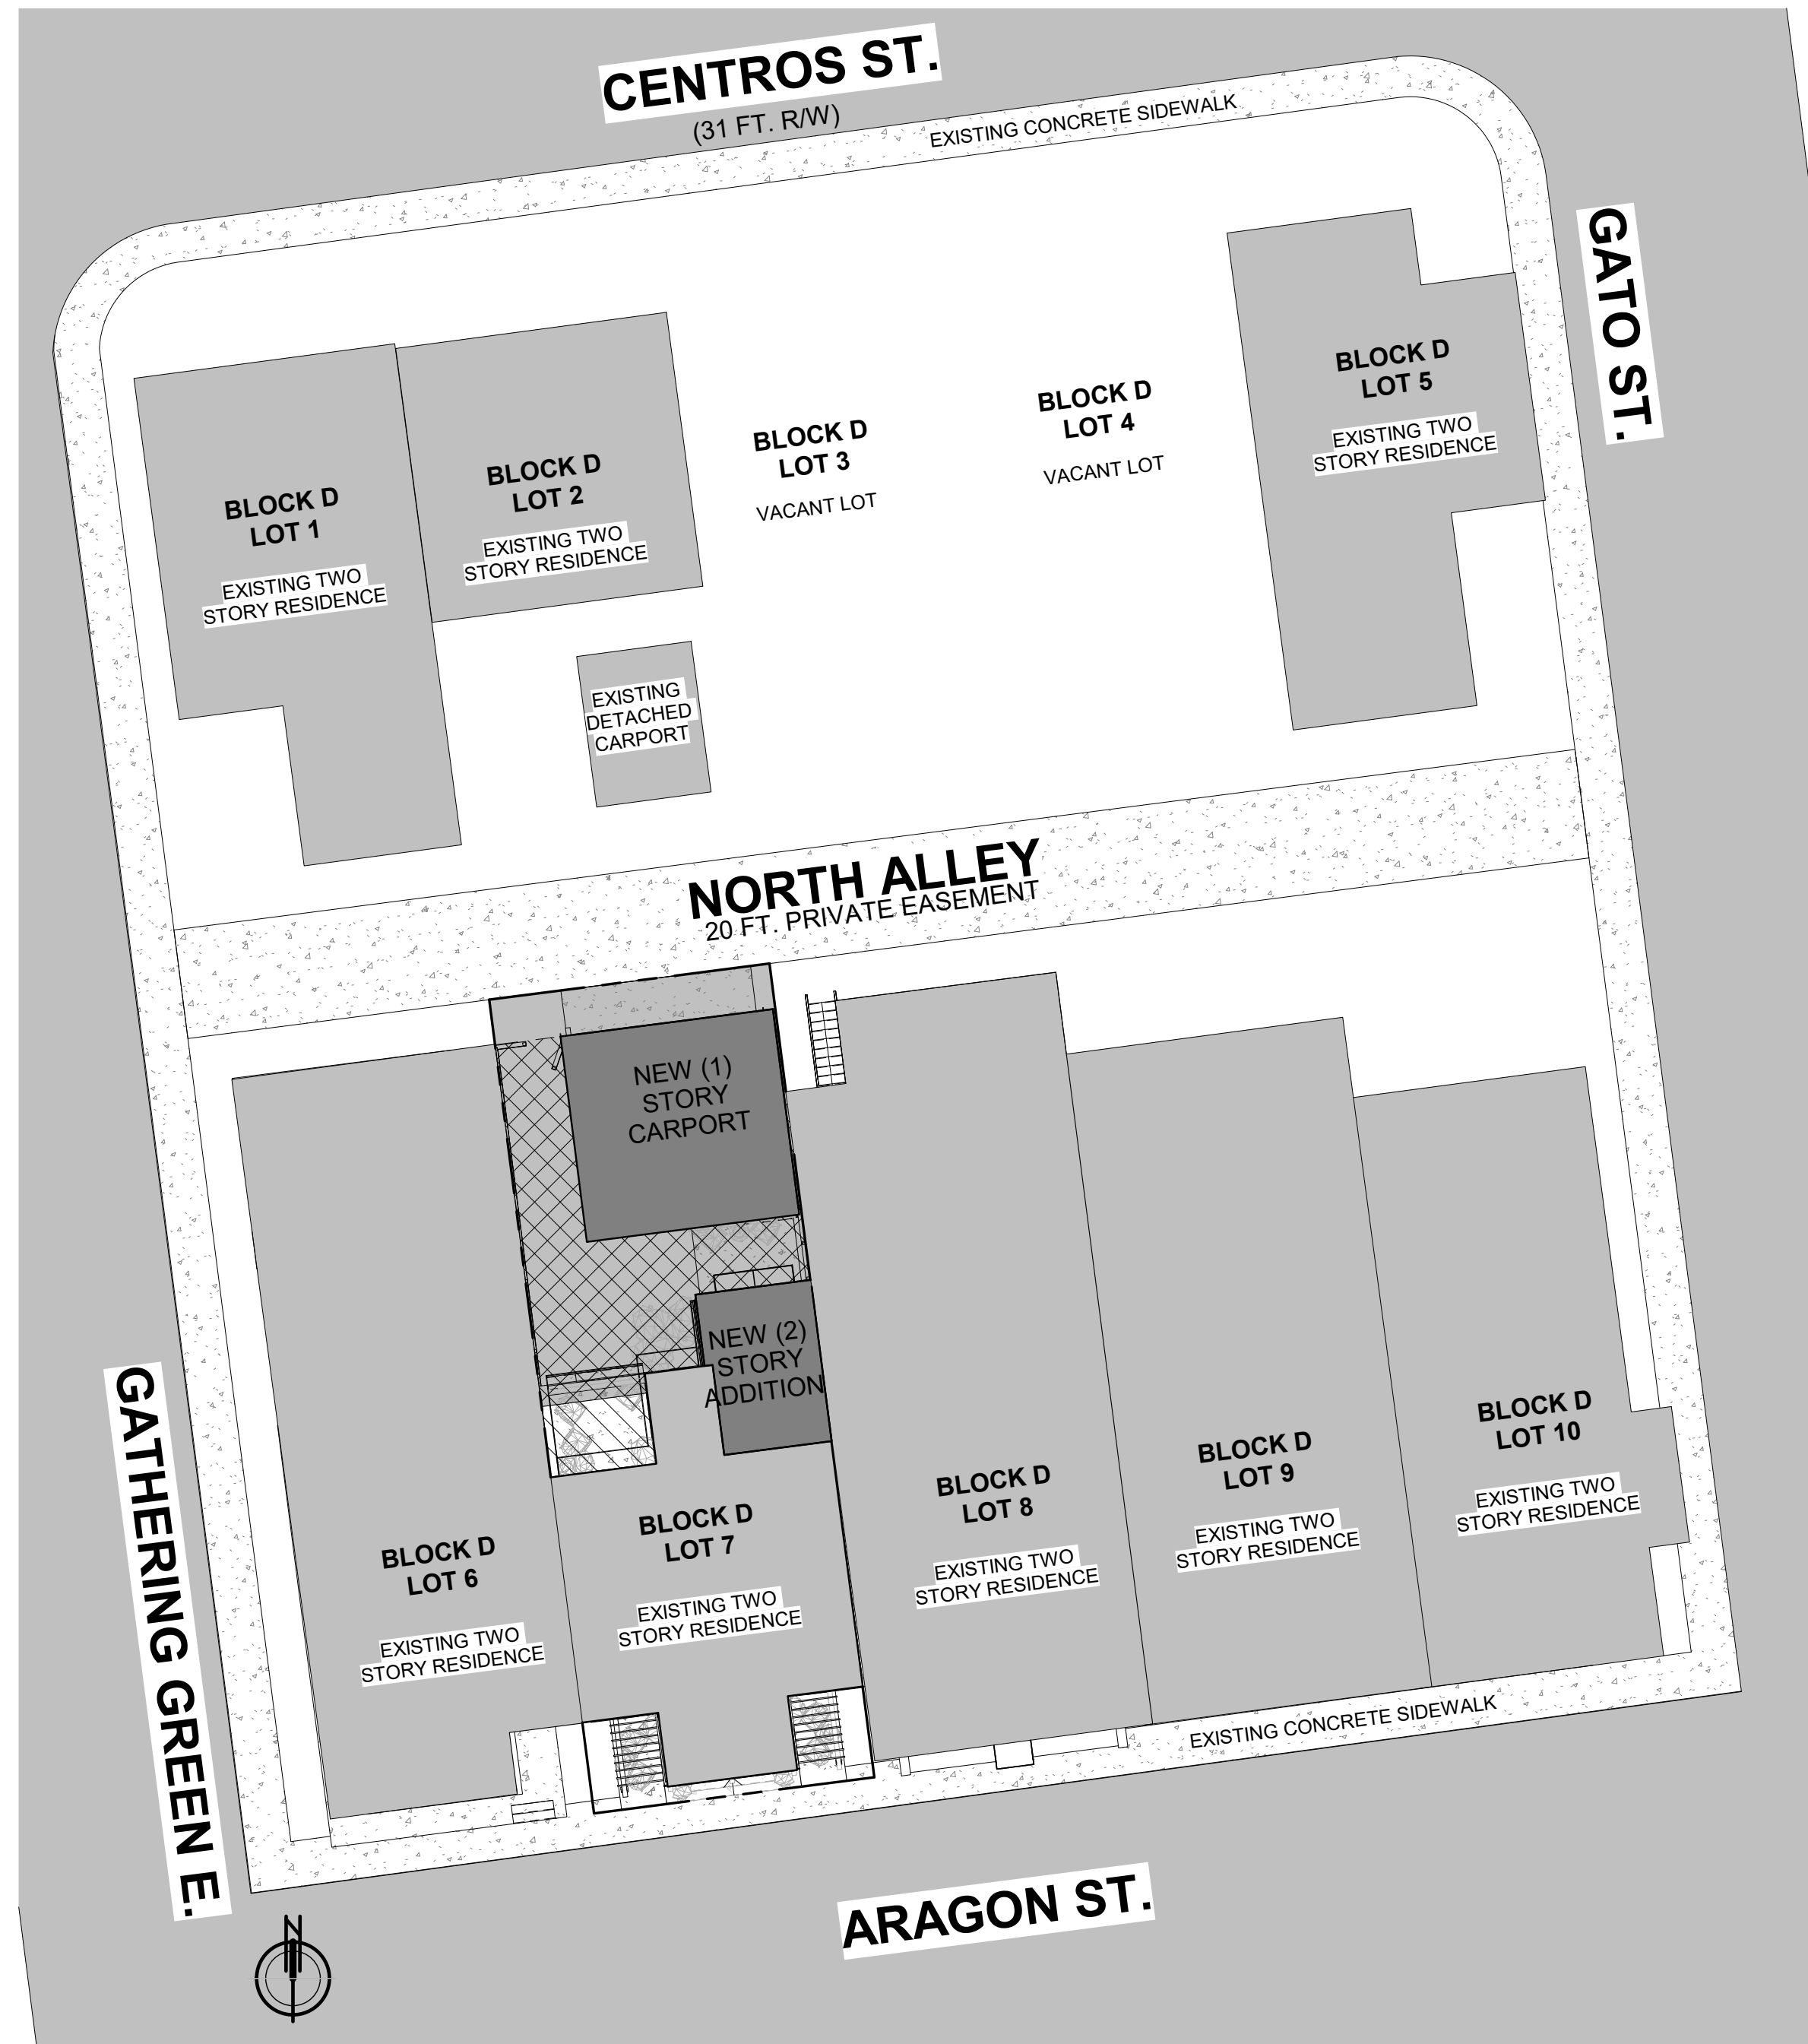 CENTROS ST.
(31 FT. R/W)
EXISTING CONCRETE SIDEWALK
GATO ST.
BLOCK D
LOT 1
EXISTING TWO
STORY RESIDENCE
BLOCK D
LOT 2
EXISTING TWO
STORY RESIDENCE
BLOCK D
LOT 3
VACANT LOT
BLOCK D
LOT 4
VACANT LOT
BLOCK D
LOT 5
EXISTING TWO
STORY RESIDENCE
EXISTING
DETACHED
CARPORT
NORTH ALLEY
20 FT. PRIVATE EASEMENT
NEW (1)
STORY
CARPORT
NEW (2)
STORY
ADDITION
GATHERING GREEN E.
BLOCK D
LOT 6
EXISTING TWO
STORY RESIDENCE
BLOCK D
LOT 7
EXISTING TWO
STORY RESIDENCE
BLOCK D
LOT 8
EXISTING TWO
STORY RESIDENCE
BLOCK D
LOT 9
EXISTING TWO
STORY RESIDENCE
BLOCK D
LOT 10
EXISTING TWO
STORY RESIDENCE
EXISTING CONCRETE SIDEWALK
ARAGON ST.
N